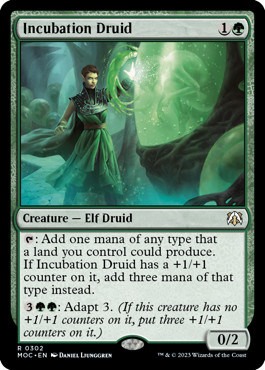 Incubation Druid 1
Creature — Elf Druid
: Add one mana of any type that
a land you control could produce.
If Incubation Druid has a +1/+1
counter on it, add three mana of that
type instead.
3: Adapt 3. (If this creature has no
+1/+1 counters on it, put three +1/+1
counters on it.)
0/2
R 0302
MOC • EN Daniel Ljunggren
™ & © 2023 Wizards of the Coast